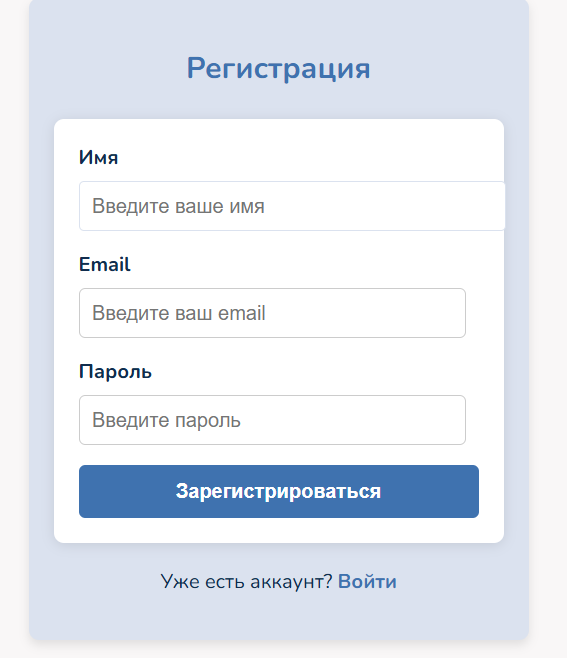 Регистрация
Имя
Введите ваше имя
Email
Введите ваш email
Пароль
Введите пароль
Зарегистрироваться
Уже есть аккаунт? Войти